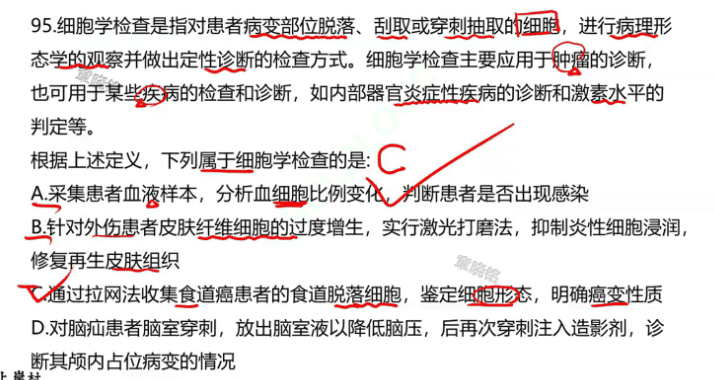 95.细胞学检查是指对患者病变部位脱落、刮取或穿刺抽取的细胞，进行病理形
态学的观察并做出定性诊断的检查方式。细胞学检查主要应用于肿瘤的诊断，
也可用于某些疾病的检查和诊断，如内部器官炎症性疾病的诊断和激素水平的
判定等。
根据上述定义，下列属于细胞学检查的是: C
A.采集患者血液样本，分析血细胞比例变化，判断患者是否出现感染
B.针对外伤患者皮肤纤维细胞的过度增生，实行激光打磨法，抑制炎性细胞浸润，
修复再生皮肤组织
C.通过拉网法收集食道癌患者的食道脱落细胞，鉴定细胞形态，明确癌变性质
D.对脑疝患者脑室穿刺，放出脑室液以降低脑压，后再次穿刺注入造影剂，诊
断其颅内占位病变的情况